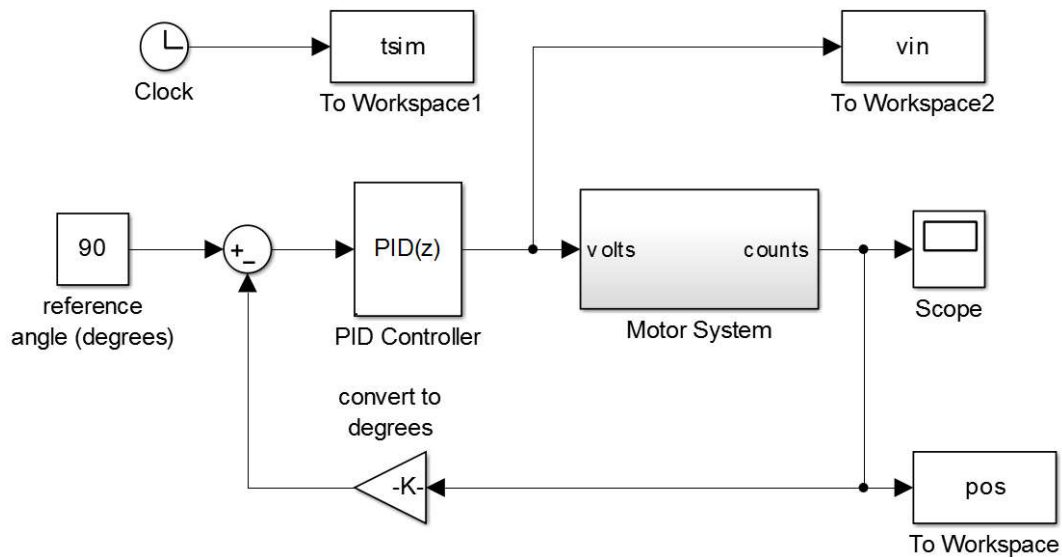 tsim
vin
Clock
To Workspace1
To Workspace2
90
+
-
PID(z)
volts
counts
reference
angle (degrees)
PID Controller
Motor System
Scope
convert to
degrees
-K-
pos
To Workspace